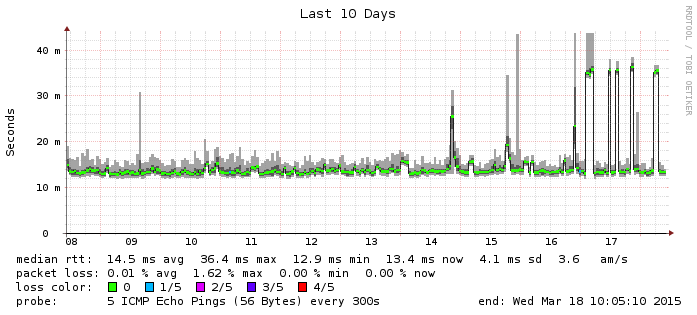 Last 10 Days
RRDTOOL / TOBI OETIKER
Seconds
40 m
30 m
20 m
10 m
0
08 09 10 11 12 13 14 15 16 17
median rtt: 14.5 ms avg 36.4 ms max 12.9 ms min 13.4 ms now 4.1 ms sd 3.6 am/s
packet loss: 0.01 % avg 1.62 % max 0.00 % min 0.00 % now
loss color: 0 1/5 2/5 3/5 4/5
probe: 5 ICMP Echo Pings (56 Bytes) every 300s end: Wed Mar 18 10:05:10 2015